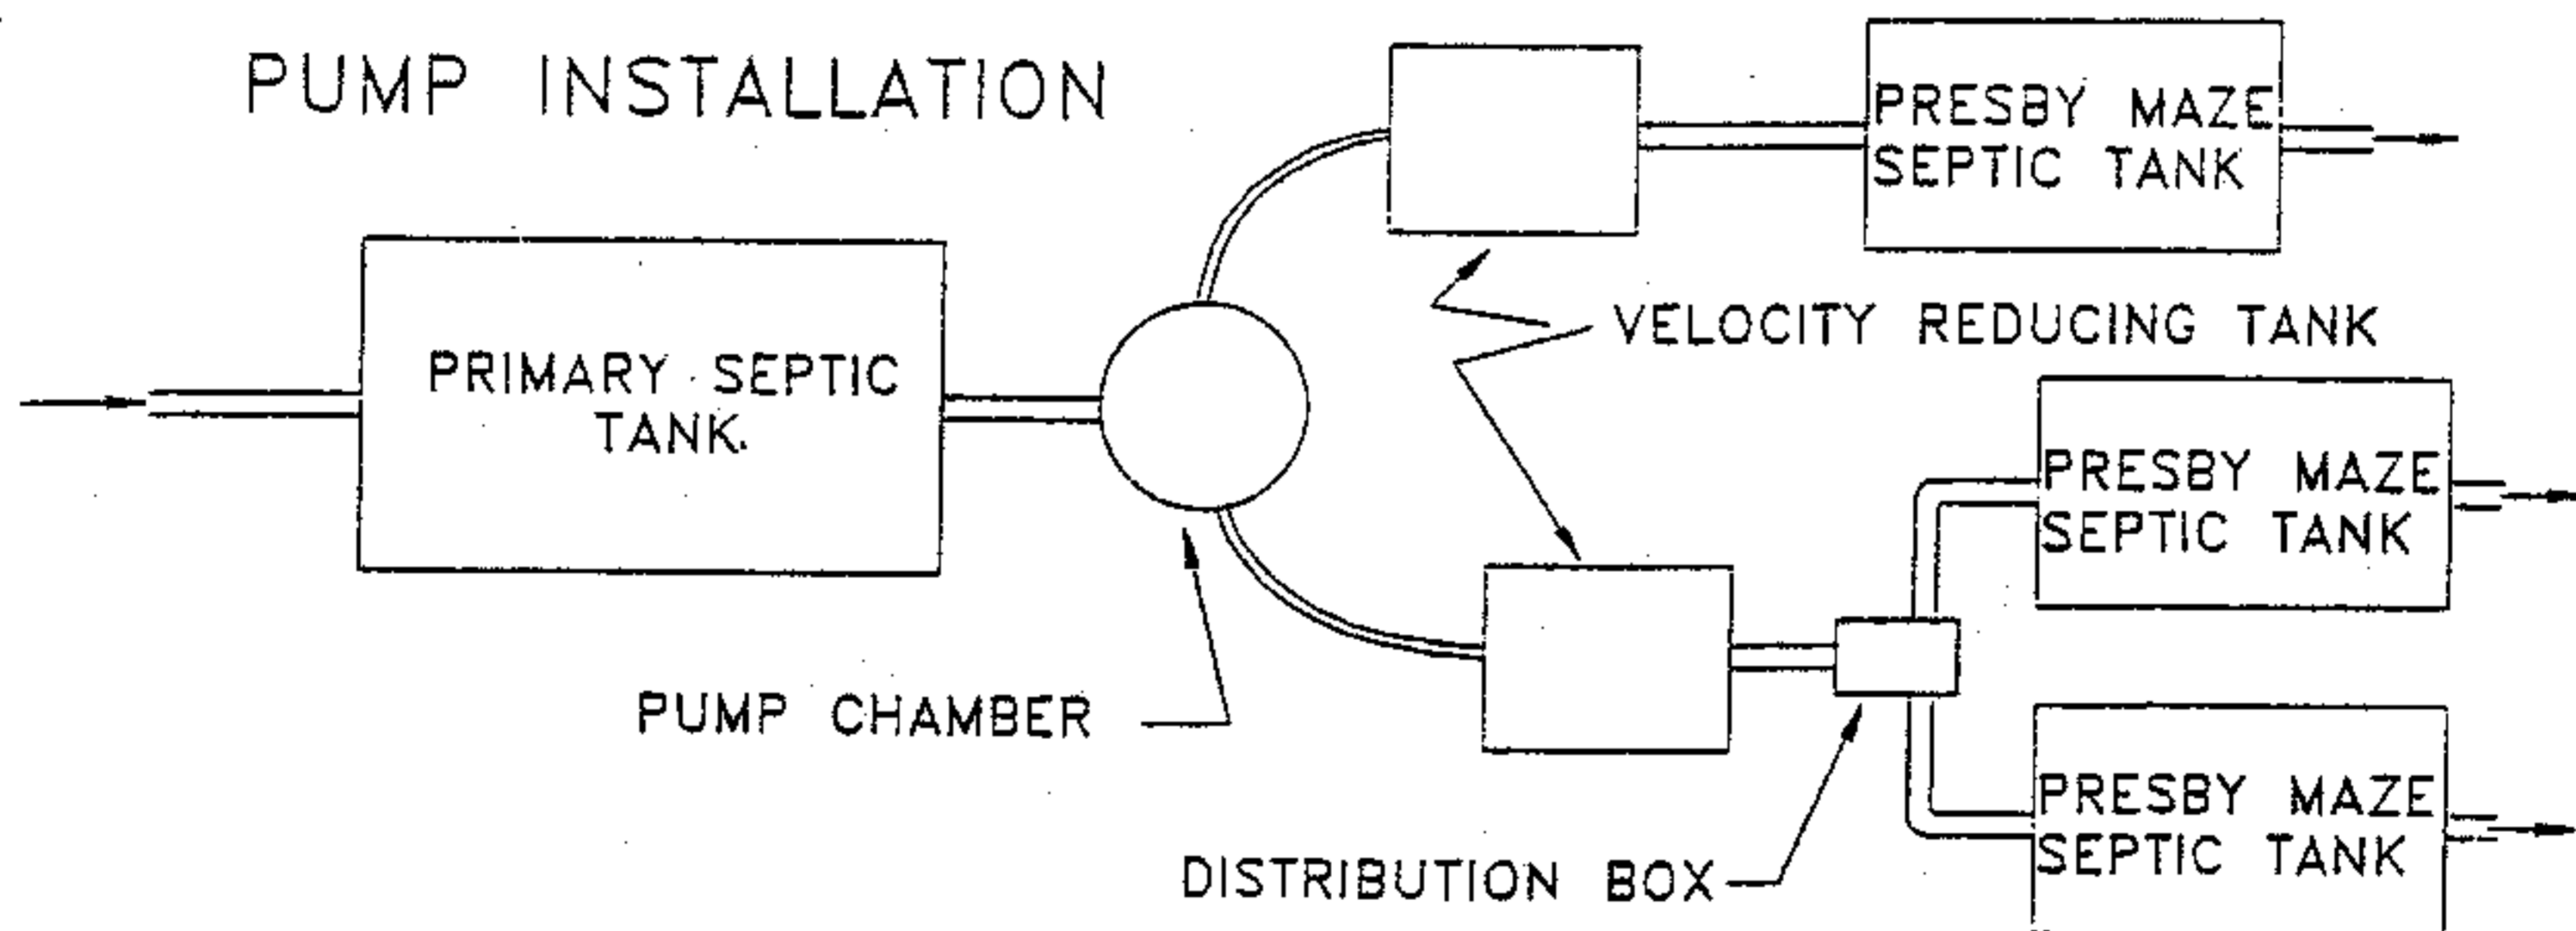 PUMP INSTALLATION
PRESBY MAZE
SEPTIC TANK
VELOCITY REDUCING TANK
PRIMARY SEPTIC
TANK.
PRESBY MAZE
SEPTIC TANK
PUMP CHAMBER
PRESBY MAZE
SEPTIC TANK
DISTRIBUTION BOX